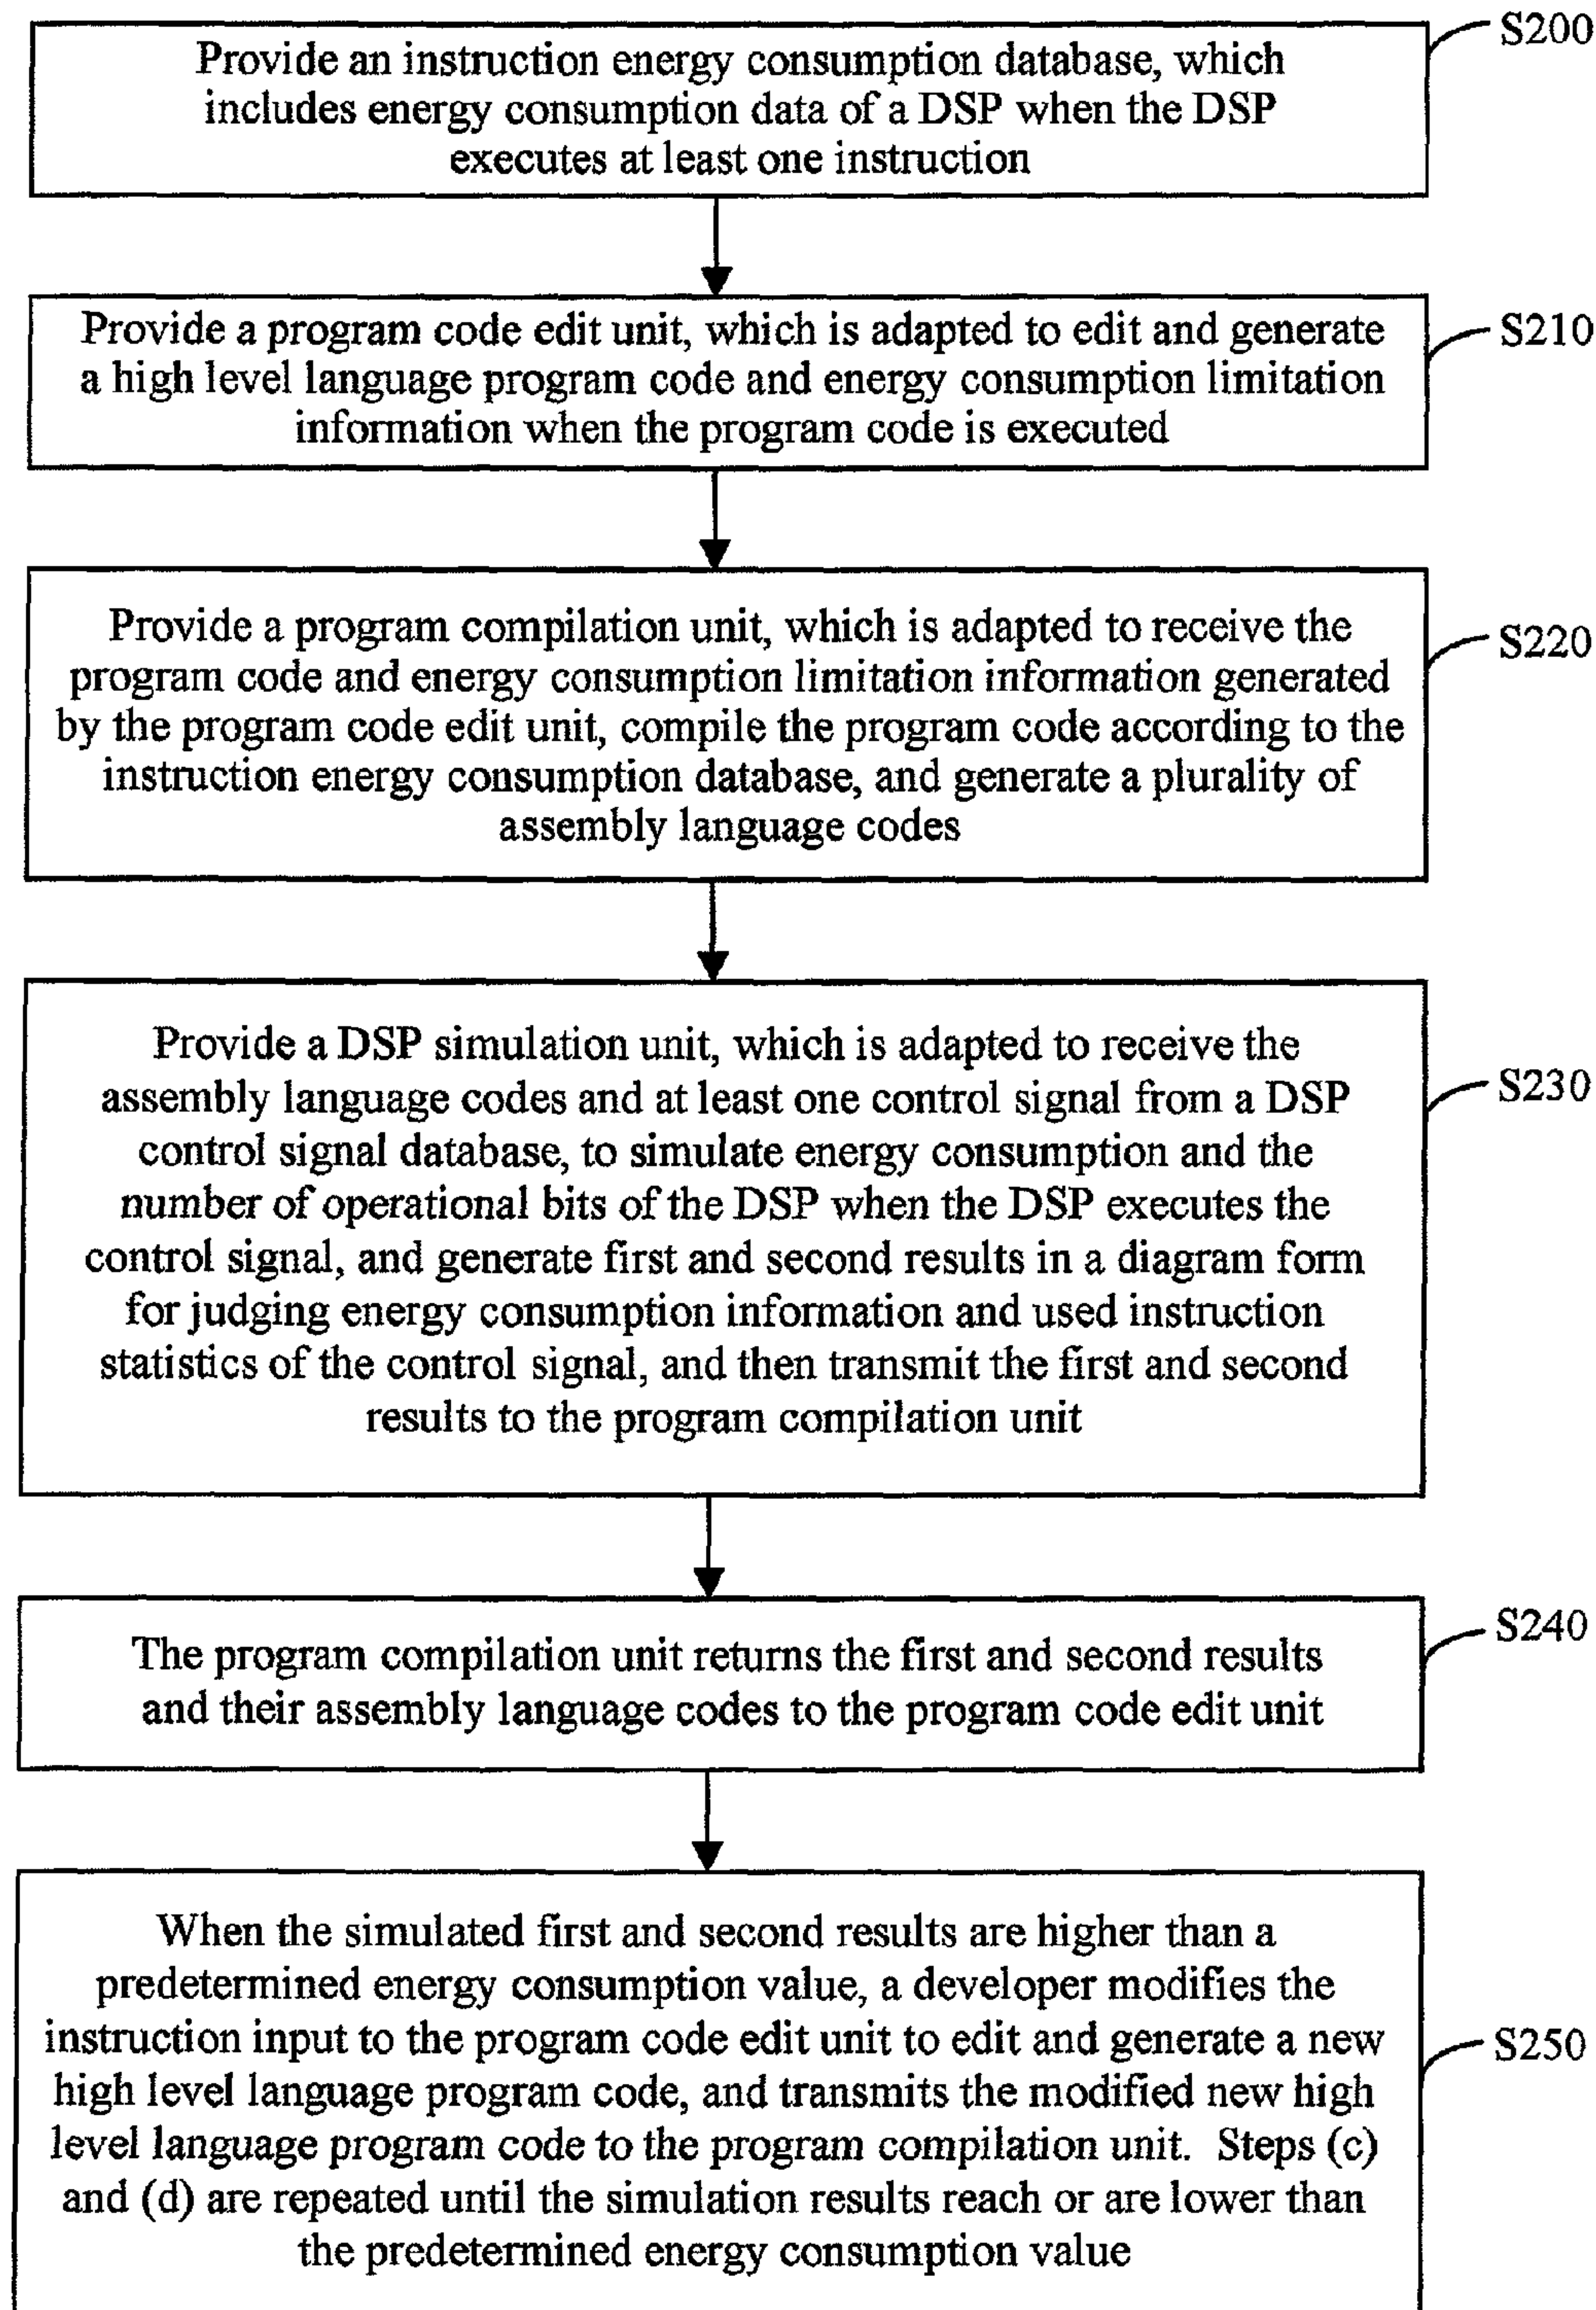 S200
Provide an instruction energy consumption database, which
includes energy consumption data of a DSP when the DSP
executes at least one instruction
S210
Provide a program code edit unit, which is adapted to edit and generate
a high level language program code and energy consumption limitation
information when the program code is executed
S220
Provide a program compilation unit, which is adapted to receive the
program code and energy consumption limitation information generated
by the program code edit unit, compile the program code according to the
instruction energy consumption database, and generate a plurality of
assembly language codes
S230
Provide a DSP simulation unit, which is adapted to receive the
assembly language codes and at least one control signal from a DSP
control signal database, to simulate energy consumption and the
number of operational bits of the DSP when the DSP executes the
control signal, and generate first and second results in a diagram form
for judging energy consumption information and used instruction
statistics of the control signal, and then transmit the first and second
results to the program compilation unit
S240
The program compilation unit returns the first and second results
and their assembly language codes to the program code edit unit
S250
When the simulated first and second results are higher than a
predetermined energy consumption value, a developer modifies the
instruction input to the program code edit unit to edit and generate a new
high level language program code, and transmits the modified new high
level language program code to the program compilation unit. Steps (c)
and (d) are repeated until the simulation results reach or are lower than
the predetermined energy consumption value